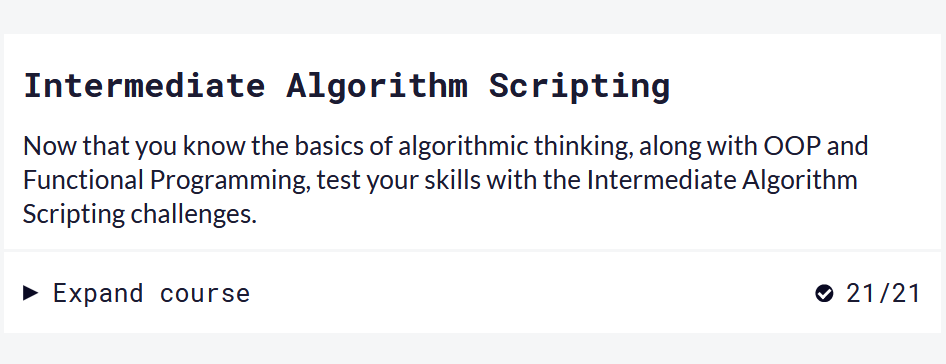 Intermediate Algorithm Scripting
Now that you know the basics of algorithmic thinking, along with OOP and
Functional Programming, test your skills with the Intermediate Algorithm
Scripting challenges.
Expand course
21/21